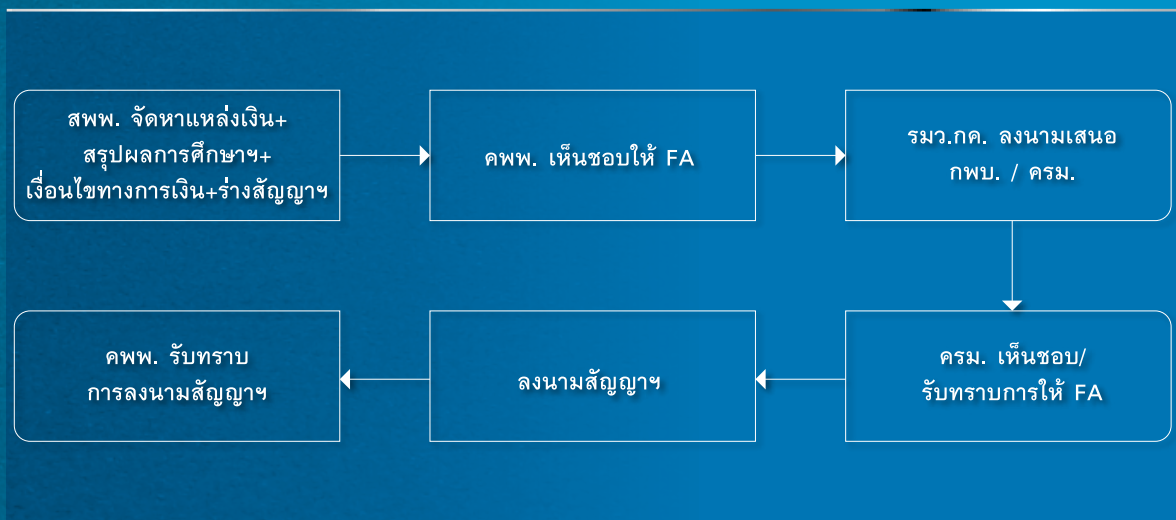 สพพ. จัดหาแหล่งเงิน+
สรุปผลการศึกษาฯ+
เงื่อนไขทางการเงิน+ร่างสัญญาฯ
คพพ. เห็นชอบให้ FA
รมว.กค. ลงนามเสนอ
กพบ. / ครม.
ครม. เห็นชอบ/
รับทราบการให้ FA
ลงนามสัญญาฯ
คพพ. รับทราบ
การลงนามสัญญาฯ